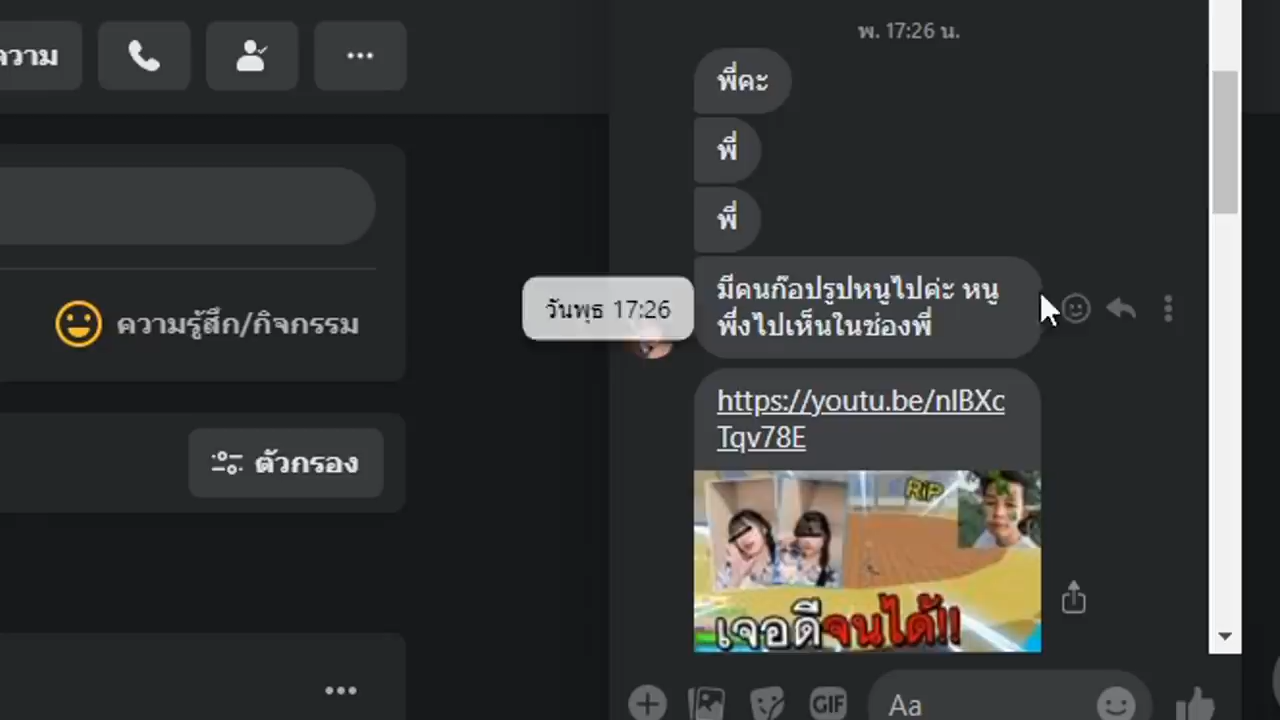 ความ
พ. 17:26 น.
พี่คะ
พี่
พี่
มีคนก๊อปรูปหนูไปค่ะ หนู
พึ่งไปเห็นในช่องพี่
วันพุธ 17:26
ความรู้สึก/กิจกรรม
https://youtu.be/nIBXc
Tqv78E
ตัวกรอง
RiP
เจอดีจนได้!!
GIF
Aa